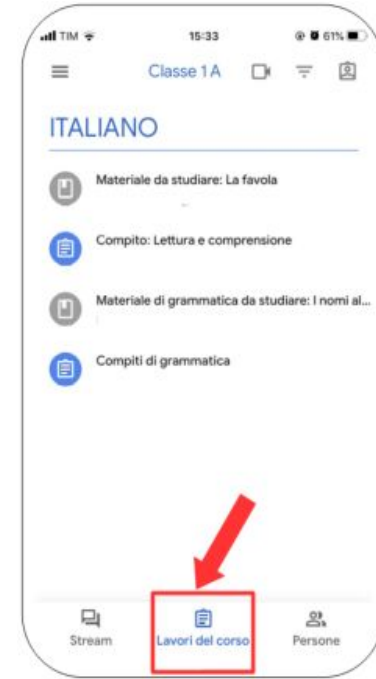 TIM 15:33 61%
Classe 1 A
ITALIANO
Materiale da studiare: La favola
Compito: Lettura e comprensione
Materiale di grammatica da studiare: I nomi al...
Compiti di grammatica
Stream Lavori del corso Persone